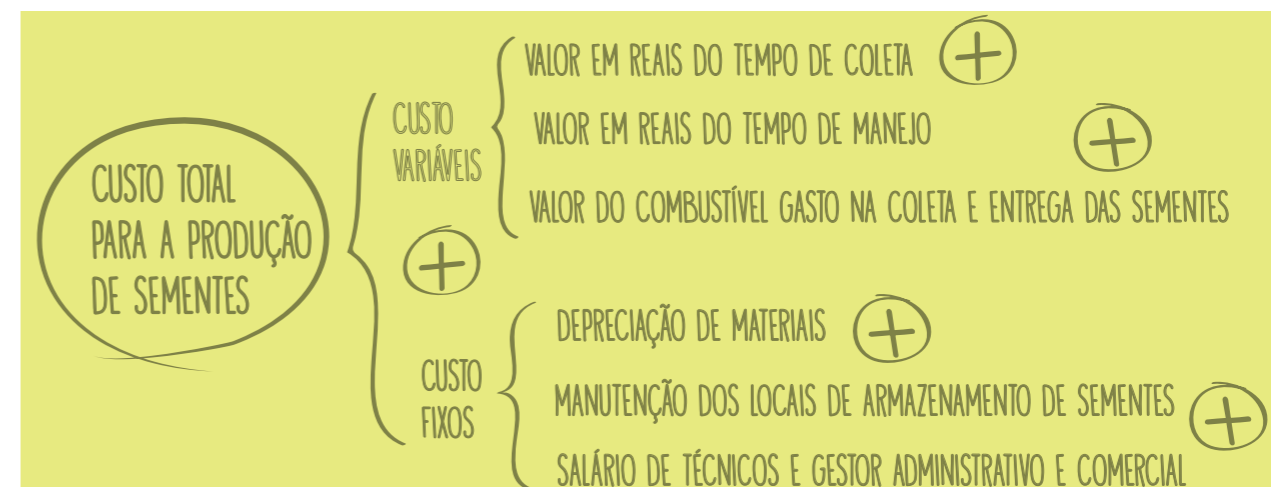 CUSTO TOTAL
PARA A PRODUÇÃO
DE SEMENTES
CUSTO
VARIÁVEIS
VALOR EM REAIS DO TEMPO DE COLETA +
VALOR EM REAIS DO TEMPO DE MANEJO +
VALOR DO COMBUSTÍVEL GASTO NA COLETA E ENTREGA DAS SEMENTES
+
CUSTO
FIXOS
DEPRECIAÇÃO DE MATERIAIS +
MANUTENÇÃO DOS LOCAIS DE ARMAZENAMENTO DE SEMENTES +
SALÁRIO DE TÉCNICOS E GESTOR ADMINISTRATIVO E COMERCIAL